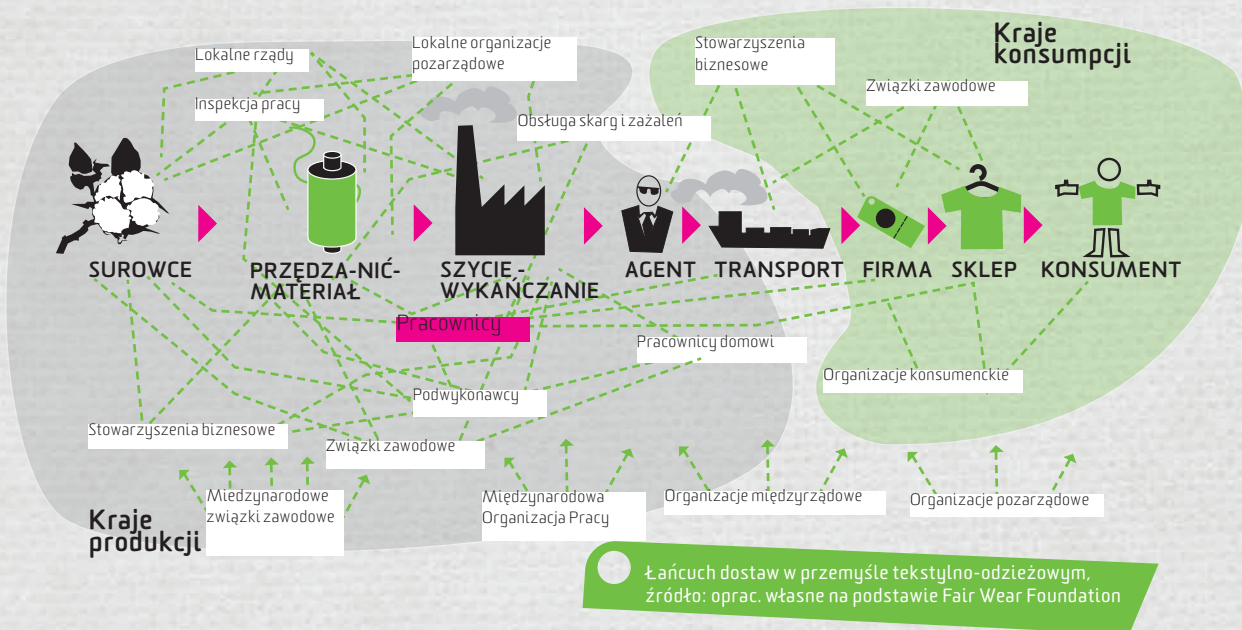 Kraje
konsumpcji
Lokalne rządy
Lokalne organizacje
pozarządowe
Stowarzyszenia
biznesowe
Związki zawodowe
Inspekcja pracy
Obsługa skarg i zażaleń
SUROWCE
PRZĘDZA-NIĆ-
MATERIAŁ
SZYCIE-
WYKAŃCZANIE
AGENT
TRANSPORT
FIRMA
SKLEP
KONSUMENT
Pracownicy
Pracownicy domowi
Organizacje konsumenckie
Podwykonawcy
Stowarzyszenia biznesowe
Związki zawodowe
Miedzynarodowe
związki zawodowe
Międzynarodowa
Organizacja Pracy
Organizacje międzyrządowe
Organizacje pozarządowe
Kraje
produkcji
Łańcuch dostaw w przemyśle tekstylno-odzieżowym,
źródło: oprac. własne na podstawie Fair Wear Foundation